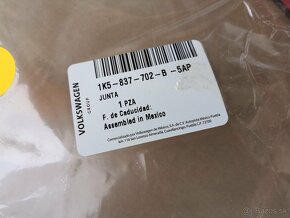 VOLKSWAGEN
GROUP
1K5-837-702-B -5AP
JUNTA
1 PZA
F. de Caducidad:
Assembled in Mexico